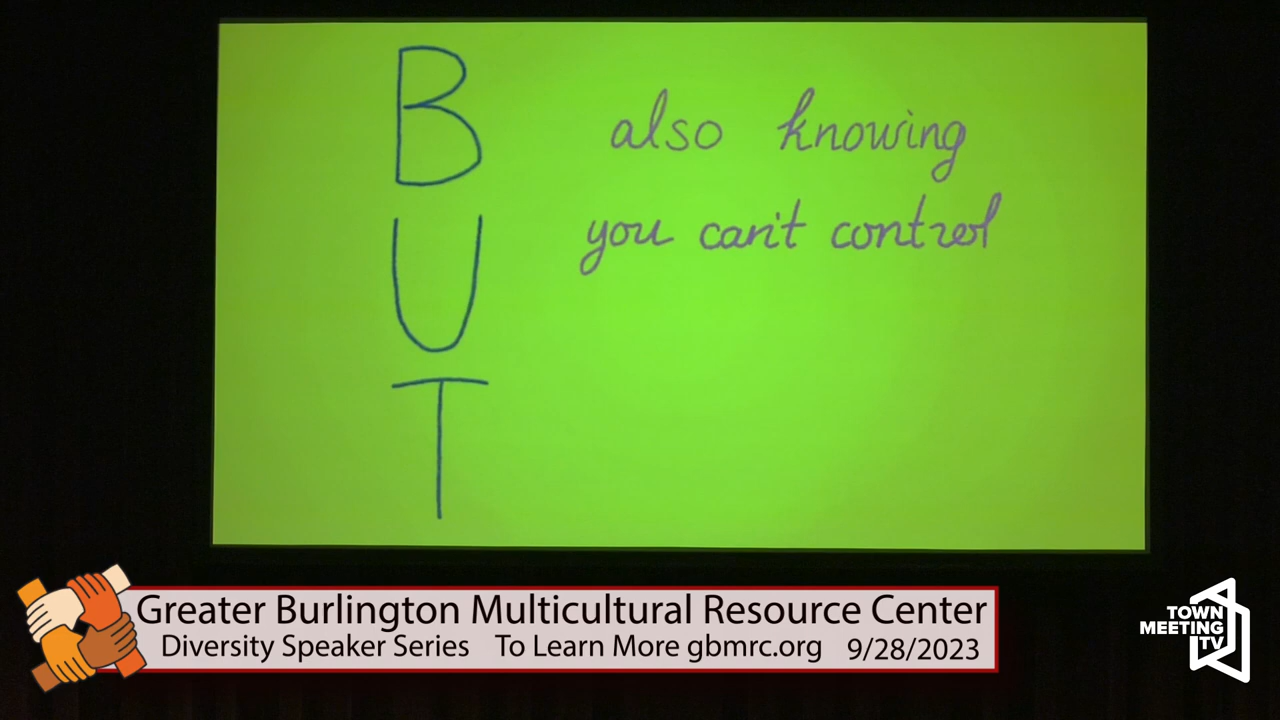 BUT
also knowing
you can't control
Greater Burlington Multicultural Resource Center
Diversity Speaker Series To Learn More gbmrc.org 9/28/2023
TOWN
MEETING
TV